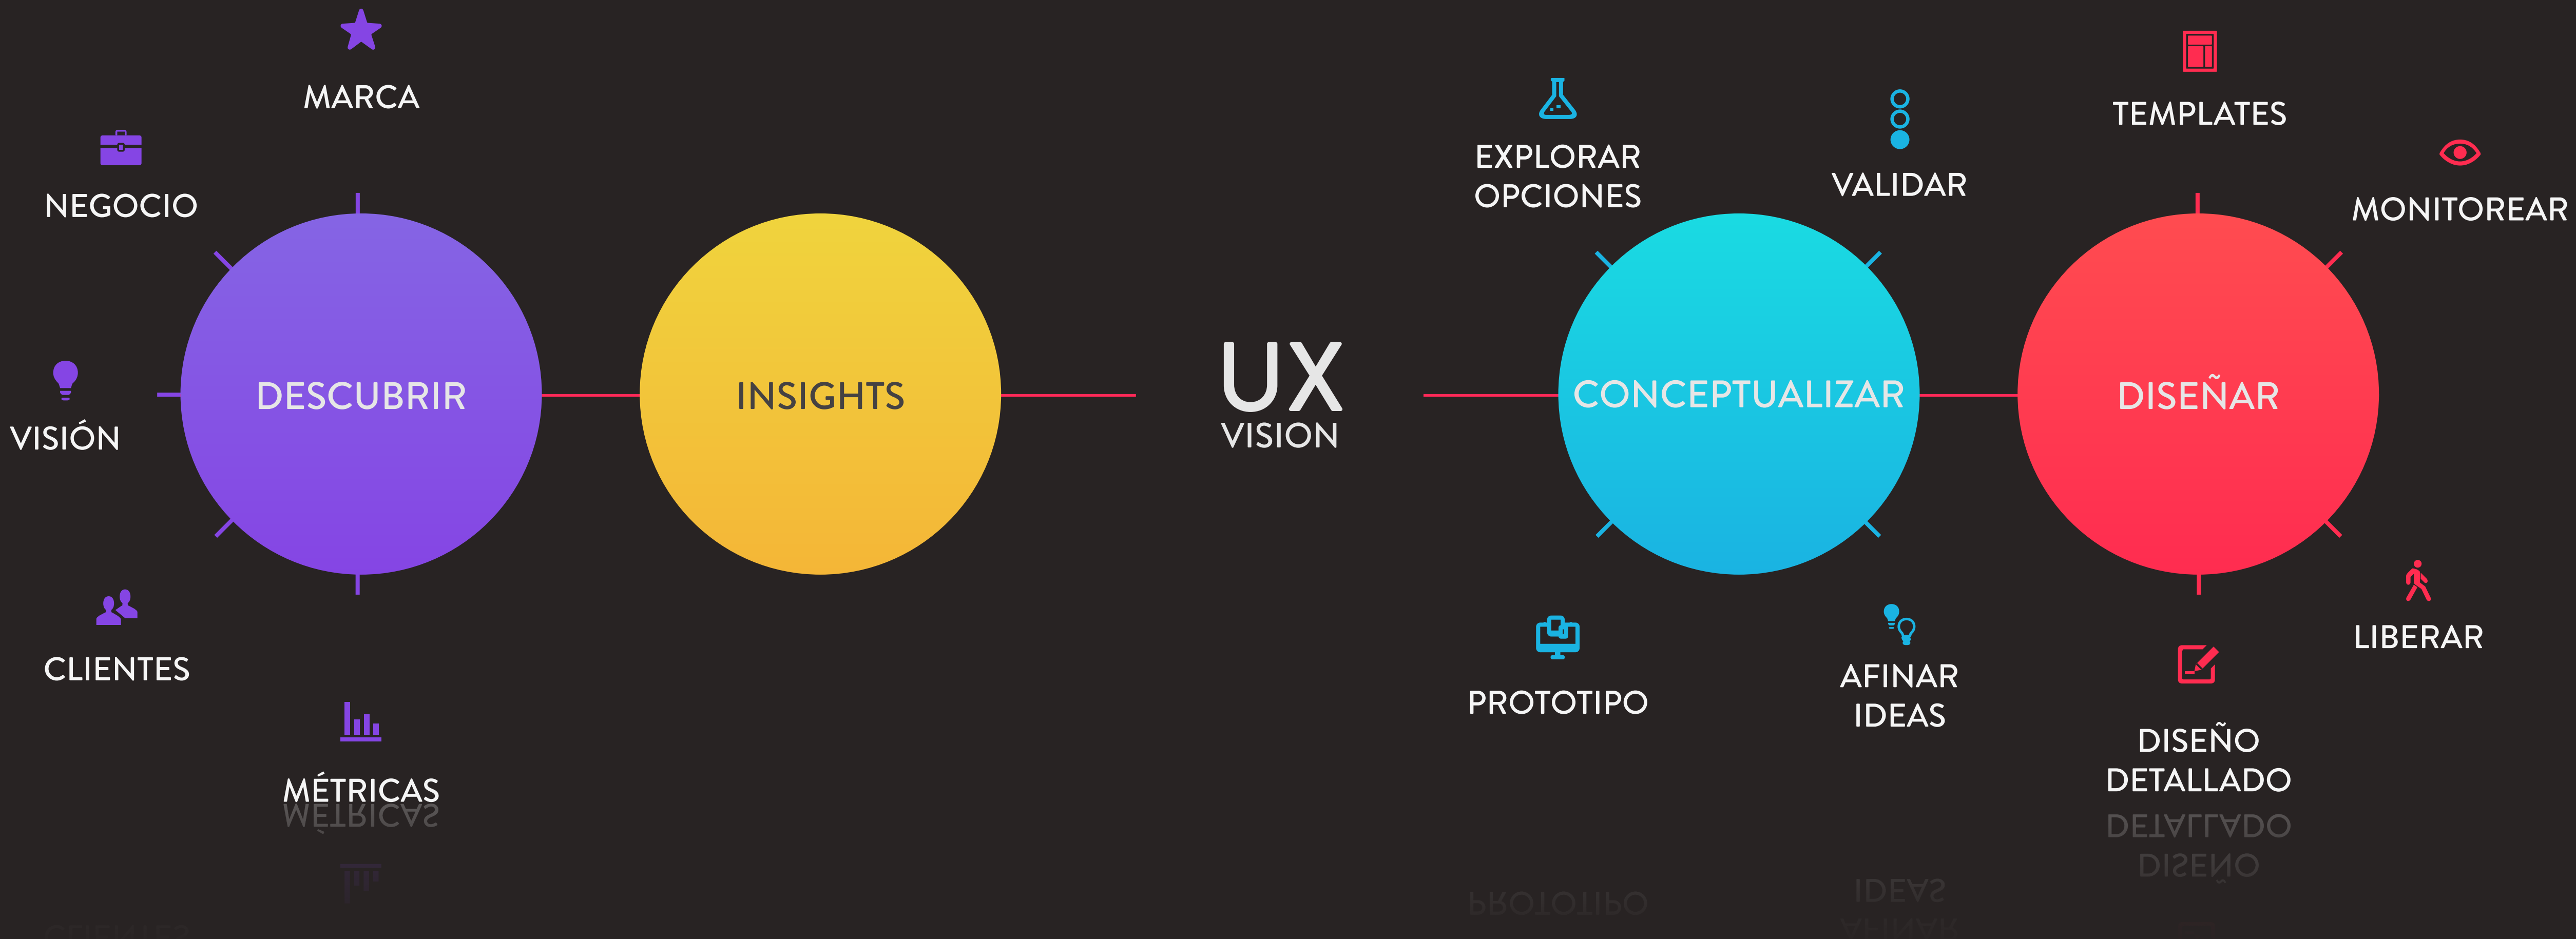 MARCA
NEGOCIO
VISIÓN
CLIENTES
MÉTRICAS
DESCUBRIR
INSIGHTS
UX
VISION
EXPLORAR
OPCIONES
VALIDAR
CONCEPTUALIZAR
PROTOTIPO
AFINAR
IDEAS
TEMPLATES
MONITOREAR
DISEÑAR
LIBERAR
DISEÑO
DETALLADO